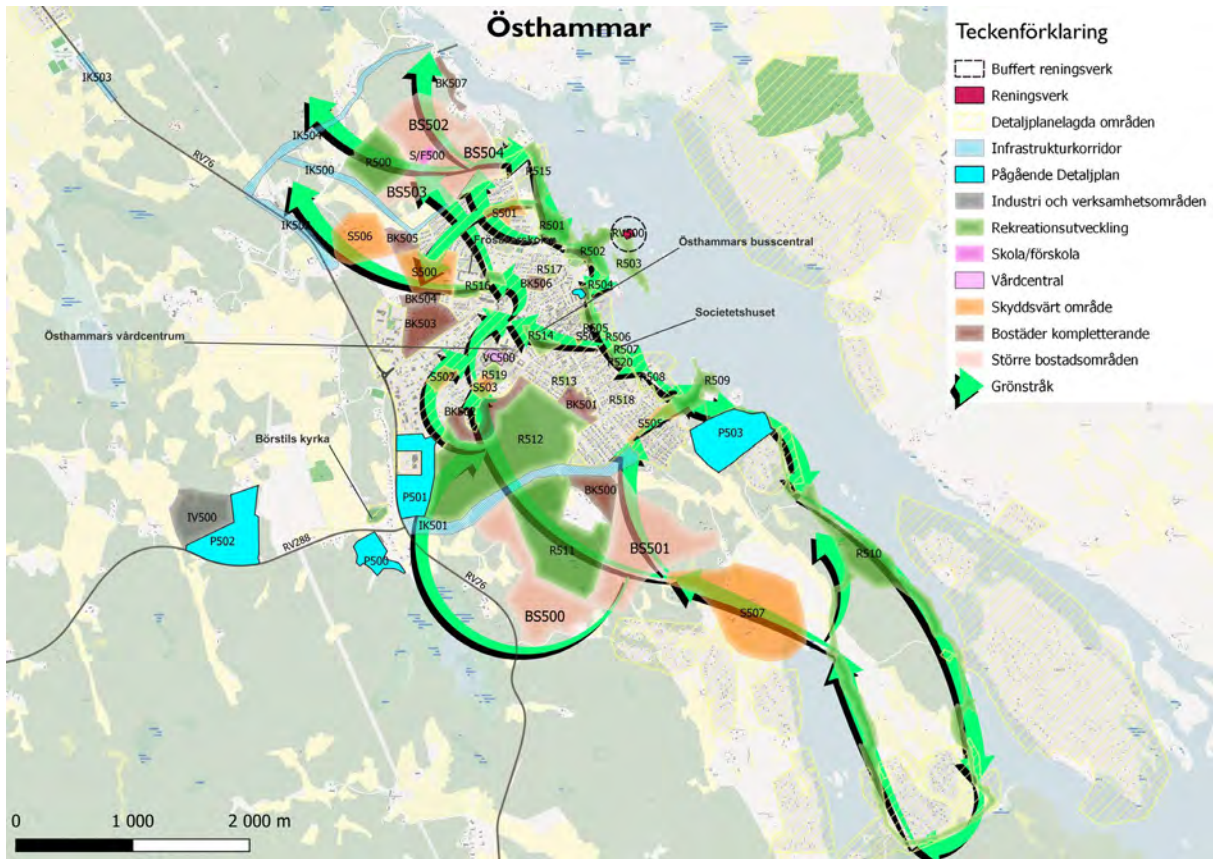 Östhammar
Teckenförklaring
Buffert reningsverk
Reningsverk
Detaljplanelagda områden
Infrastrukturkorridor
Pågående Detaljplan
Industri och verksamhetsområden
Rekreationsutveckling
Skola/förskola
Vårdcentral
Skyddsvärt område
Bostäder kompletterande
Större bostadsområden
Grönstråk
IK503
BK507
RV76
IK504
BS502
S/F500
BS504
R500
IK500
R515
BS503
S501
R501
RV500
S506
BK505
R502
Östhammars busscentral
R503
S500
R517
R516
BK506
R504
BK504
BK503
Societetshuset
R505
R506
Östhammars vårdcentrum
R514
R507
VC500
R520
R519
R513
R508
R509
S503
BK501
R518
S505
R512
P503
Börstils kyrka
P501
BK500
IV500
IK501
P502
RV288
P500
R511
BS501
R510
RV76
BS500
S507
0
1 000
2 000 m